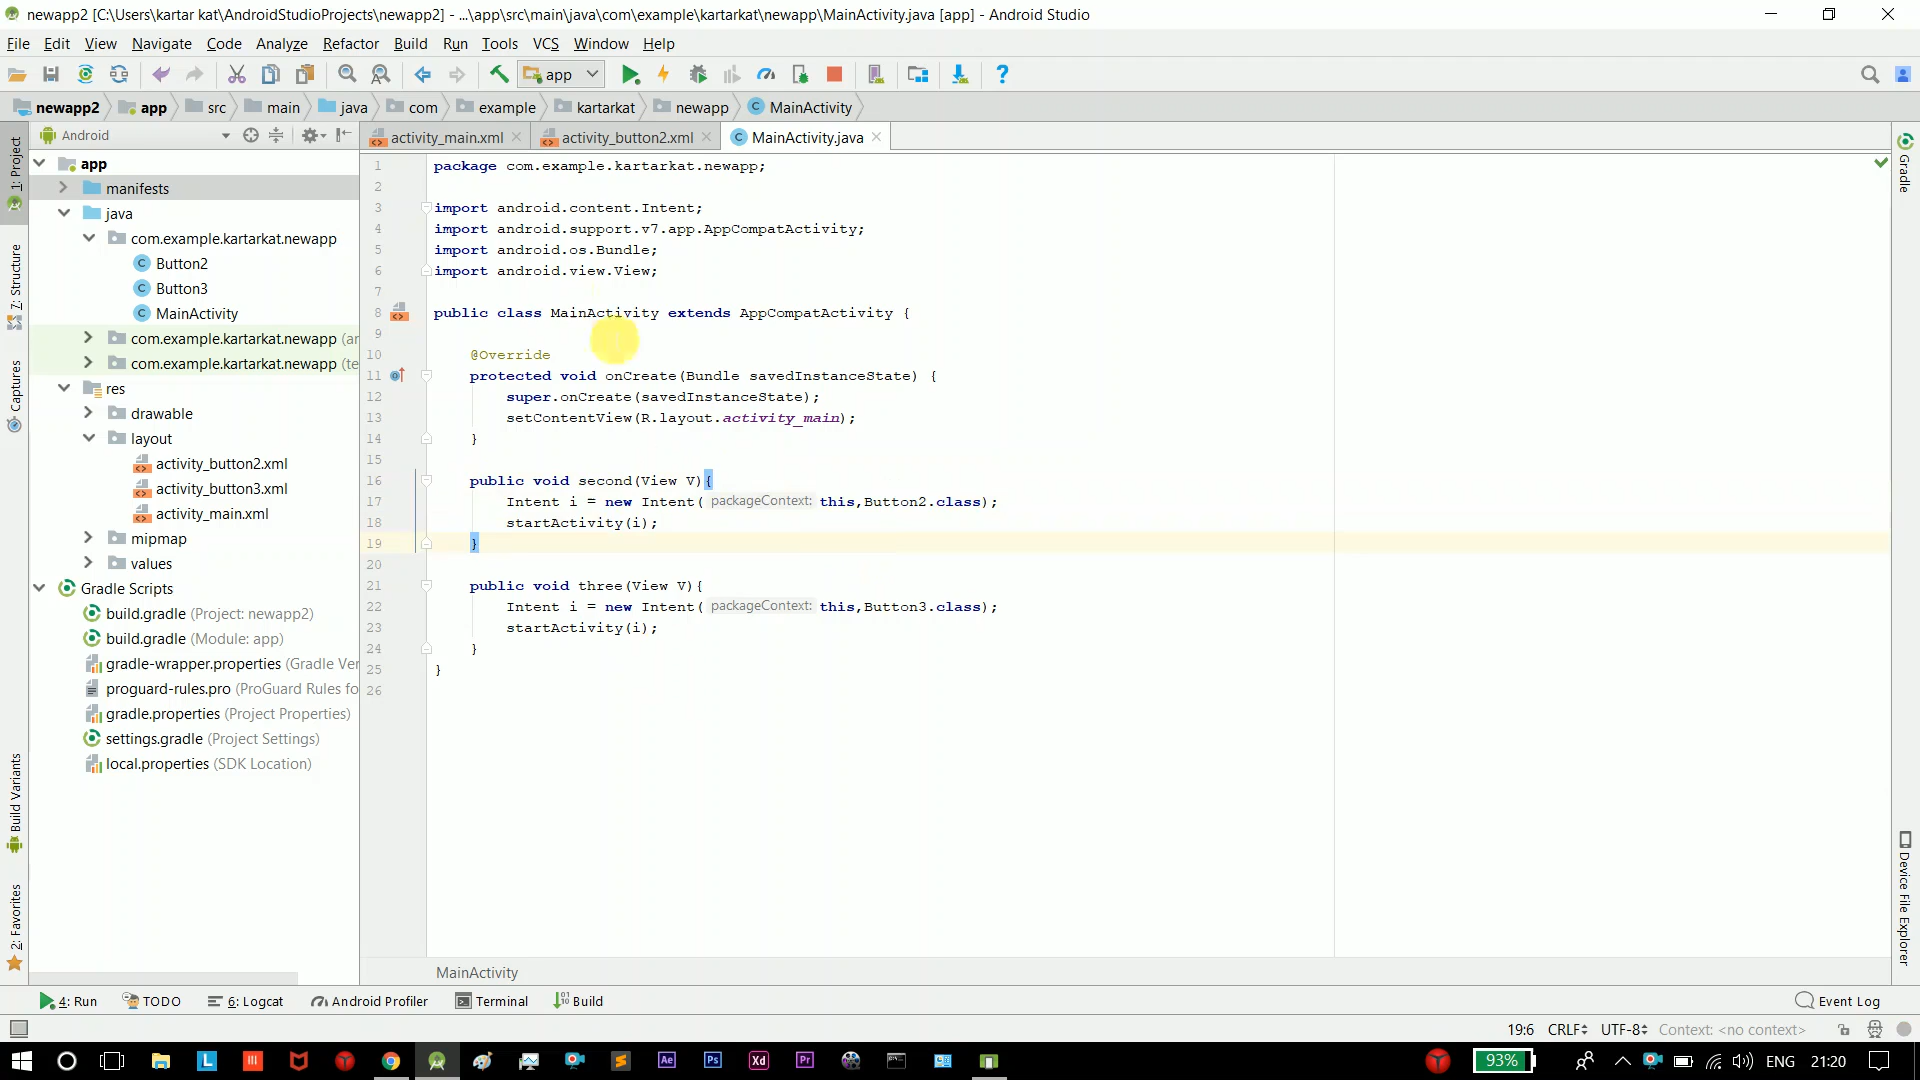 newapp2 [C:\Users\kartar kat\AndroidStudioProjects\newapp2] - ...\app\src\main\java\com\example\kartarkat\newapp\MainActivity.java [app] - Android Studio
File Edit View Navigate Code Analyze Refactor Build Run Tools VCS Window Help
app
newapp2 app src main java com example kartarkat newapp MainActivity
Android
activity_main.xml activity_button2.xml MainActivity.java
1: Project
7: Structure
Captures
Build Variants
2: Favorites
app
manifests
java
com.example.kartarkat.newapp
Button2
Button3
MainActivity
com.example.kartarkat.newapp (ar
com.example.kartarkat.newapp (te
res
drawable
layout
activity_button2.xml
activity_button3.xml
activity_main.xml
mipmap
values
Gradle Scripts
build.gradle (Project: newapp2)
build.gradle (Module: app)
gradle-wrapper.properties (Gradle Ver
proguard-rules.pro (ProGuard Rules fo
gradle.properties (Project Properties)
settings.gradle (Project Settings)
local.properties (SDK Location)
1 package com.example.kartarkat.newapp;
2
3 import android.content.Intent;
4 import android.support.v7.app.AppCompatActivity;
5 import android.os.Bundle;
6 import android.view.View;
7
8 public class MainActivity extends AppCompatActivity {
9
10 @Override
11 protected void onCreate(Bundle savedInstanceState) {
12 super.onCreate(savedInstanceState);
13 setContentView(R.layout.activity_main);
14 }
15
16 public void second(View V){
17 Intent i = new Intent( packageContext: this,Button2.class);
18 startActivity(i);
19 }
20
21 public void three(View V){
22 Intent i = new Intent( packageContext: this,Button3.class);
23 startActivity(i);
24 }
25 }
26
MainActivity
Gradle
Device File Explorer
4: Run TODO 6: Logcat Android Profiler Terminal Build Event Log
19:6 CRLF UTF-8 Context: <no context>
L Ae Ps Xd Pr 93% ENG 21:20